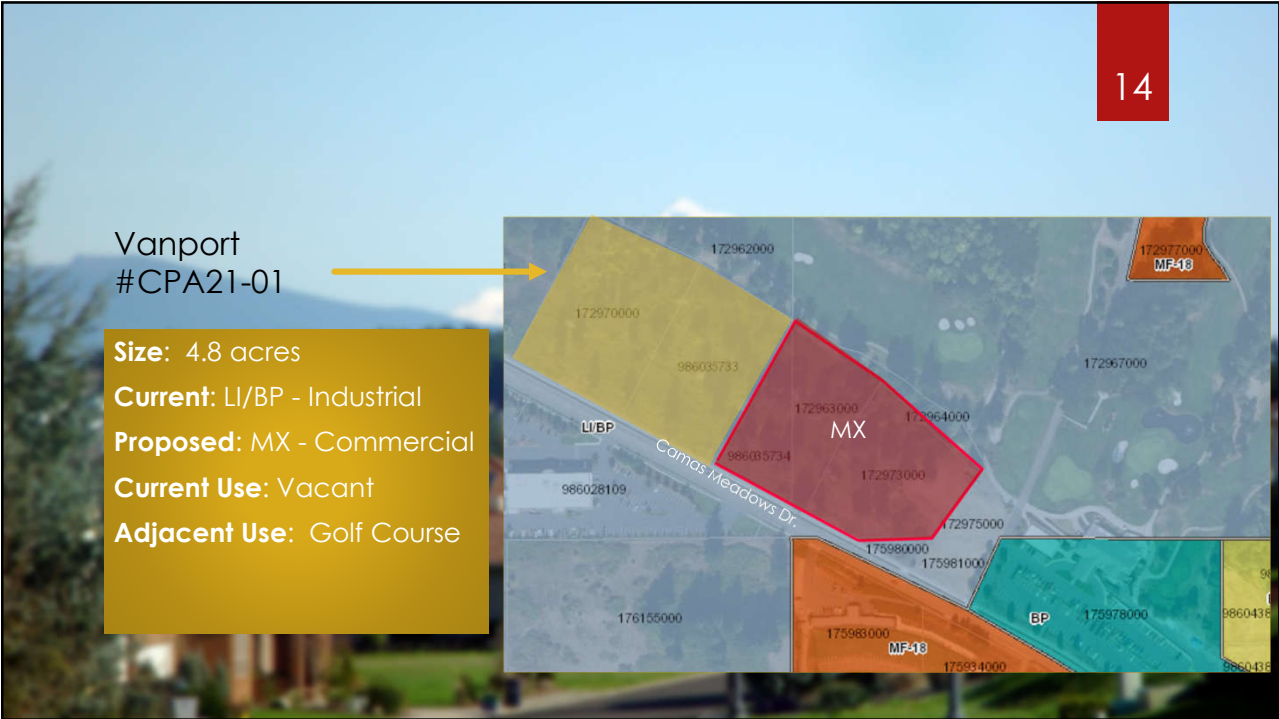 14
Vanport
#CPA21-01
Size: 4.8 acres
Current: LI/BP - Industrial
Proposed: MX - Commercial
Current Use: Vacant
Adjacent Use: Golf Course
172962000
172977000
MF-18
172970000
986035733
172967000
172963000
172964000
MX
LI/BP
986035734
Camas Meadows Dr.
172973000
986028109
172975000
175980000
175981000
176155000
BP
175978000
175983000
MF-18
175934000